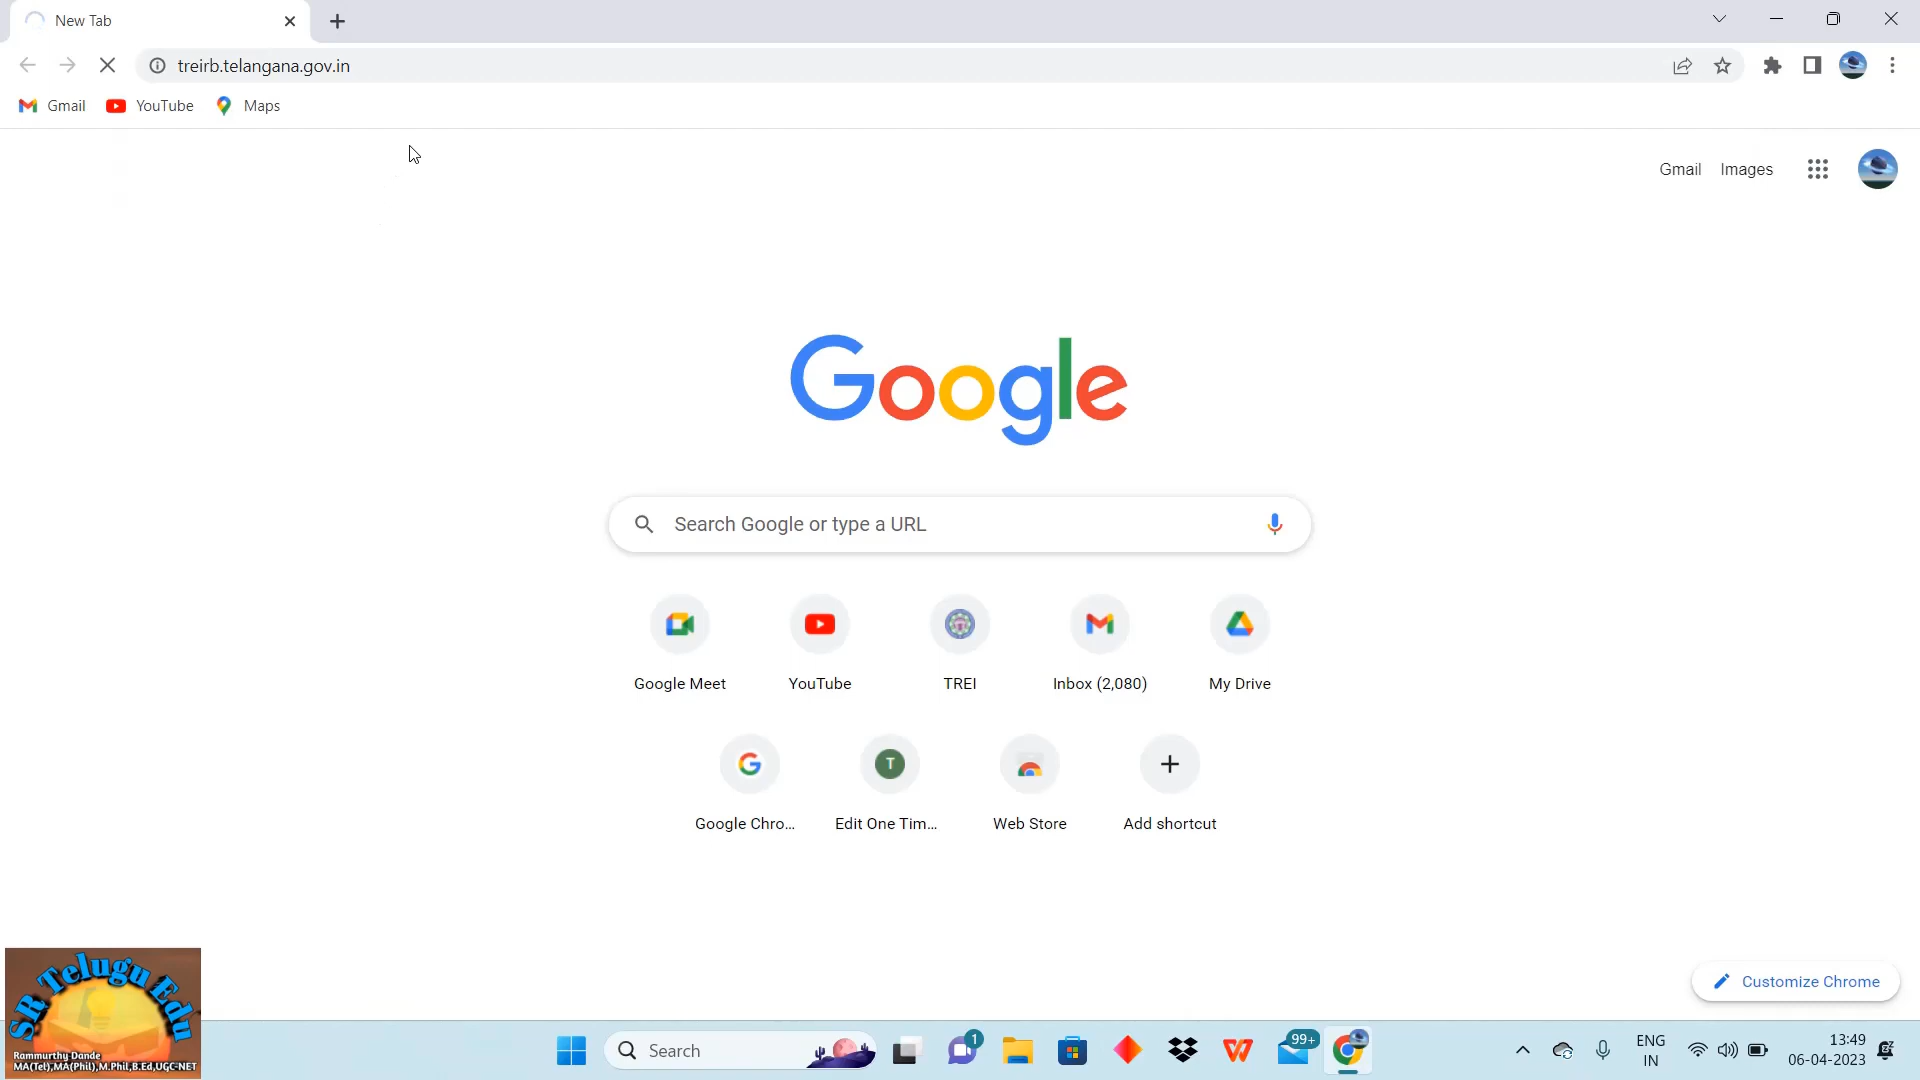 New Tab
treirb.telangana.gov.in
Gmail YouTube Maps
Gmail Images
Google
Search Google or type a URL
Google Meet YouTube TREI Inbox (2,080) My Drive
G T
Google Chro... Edit One Tim... Web Store Add shortcut
Customize Chrome
SR Telugu Edu
Rammurthy Dande
MA(Tel),MA(Phil),M.Phil,B.Ed,UGC-NET
Search
1
99+
ENG
IN
13:49
06-04-2023